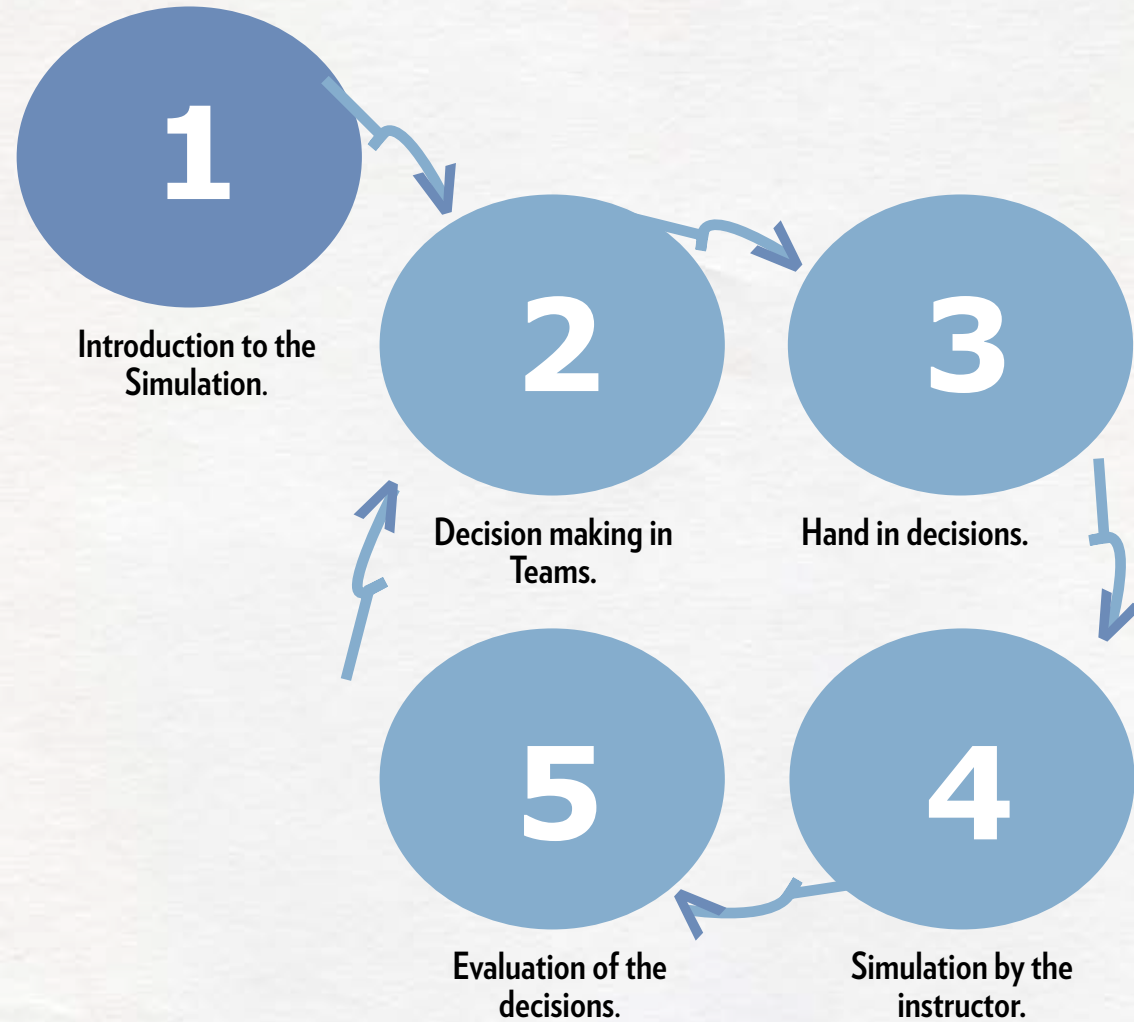 1
Introduction to the
Simulation.
2
Decision making in
Teams.
3
Hand in decisions.
4
Simulation by the
instructor.
5
Evaluation of the
decisions.